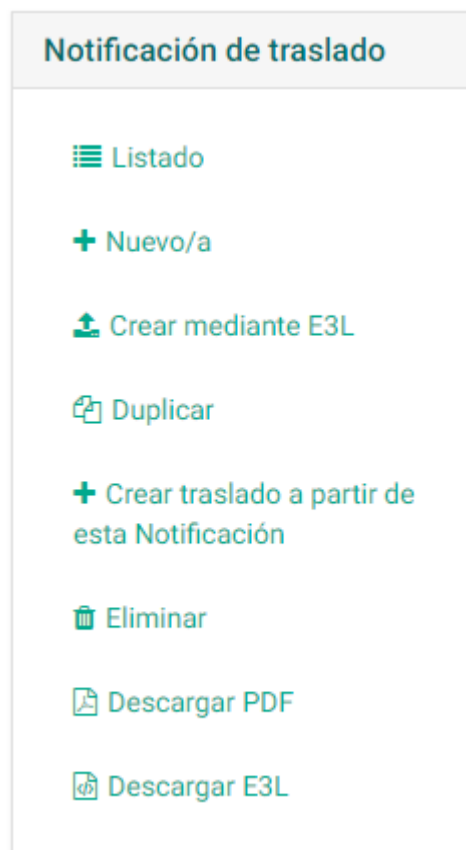 Notificación de traslado
Listado
Nuevo/a
Crear mediante E3L
Duplicar
Crear traslado a partir de
esta Notificación
Eliminar
Descargar PDF
Descargar E3L